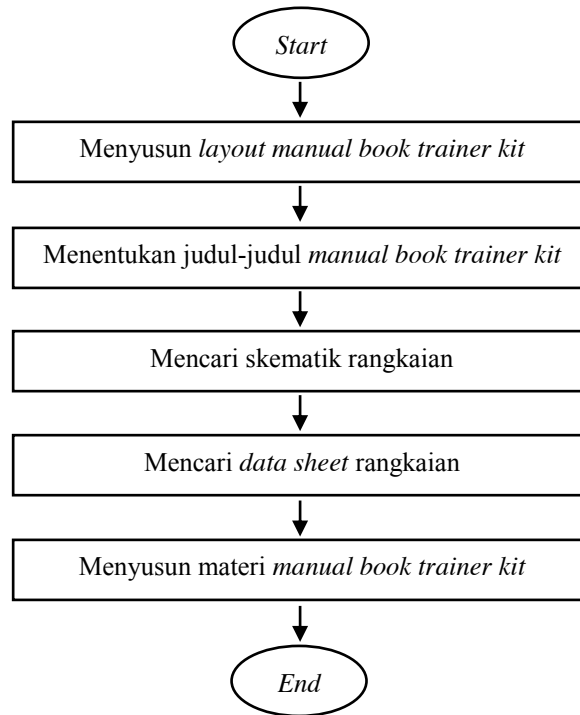 Start
Menyusun layout manual book trainer kit
Menentukan judul-judul manual book trainer kit
Mencari skematik rangkaian
Mencari data sheet rangkaian
Menyusun materi manual book trainer kit
End